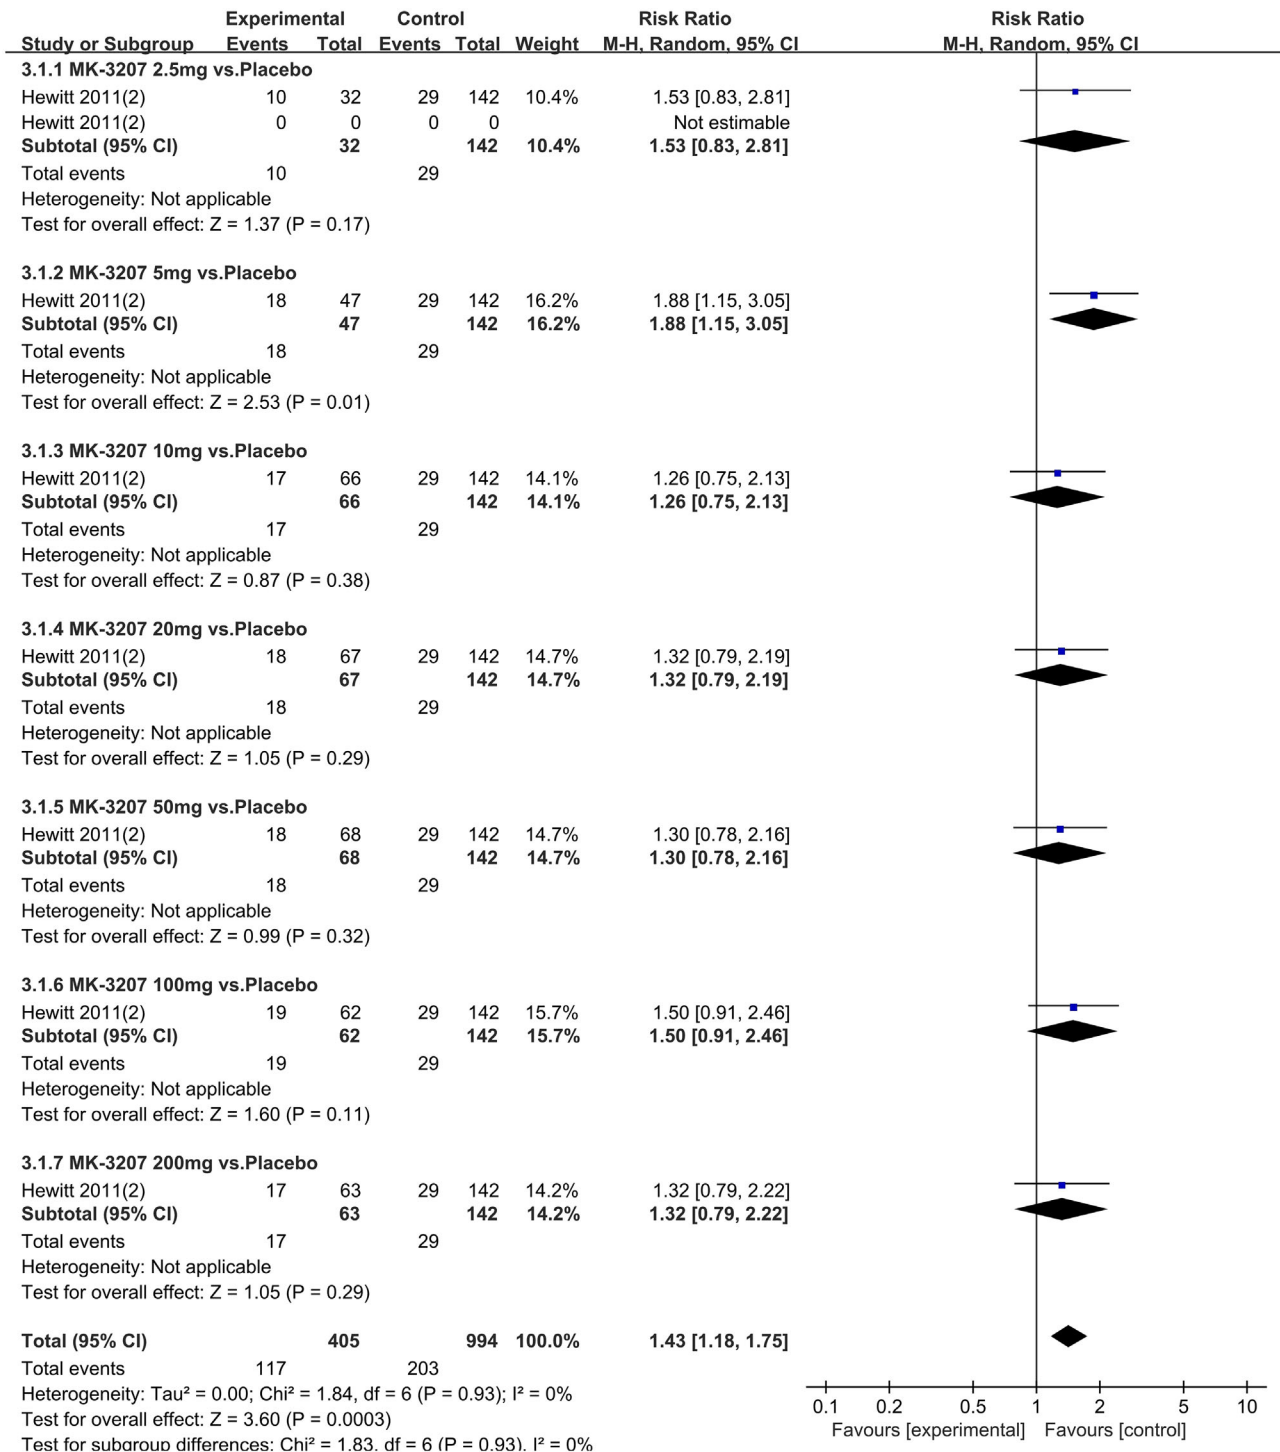 Experimental Control Risk Ratio Risk Ratio
Study or Subgroup Events Total Events Total Weight M-H, Random, 95% CI M-H, Random, 95% CI
3.1.1 MK-3207 2.5mg vs.Placebo
Hewitt 2011(2) 10 32 29 142 10.4% 1.53 [0.83, 2.81]
Hewitt 2011(2) 0 0 0 0 Not estimable
Subtotal (95% CI) 32 142 10.4% 1.53 [0.83, 2.81]
Total events 10 29
Heterogeneity: Not applicable
Test for overall effect: Z = 1.37 (P = 0.17)
3.1.2 MK-3207 5mg vs.Placebo
Hewitt 2011(2) 18 47 29 142 16.2% 1.88 [1.15, 3.05]
Subtotal (95% CI) 47 142 16.2% 1.88 [1.15, 3.05]
Total events 18 29
Heterogeneity: Not applicable
Test for overall effect: Z = 2.53 (P = 0.01)
3.1.3 MK-3207 10mg vs.Placebo
Hewitt 2011(2) 17 66 29 142 14.1% 1.26 [0.75, 2.13]
Subtotal (95% CI) 66 142 14.1% 1.26 [0.75, 2.13]
Total events 17 29
Heterogeneity: Not applicable
Test for overall effect: Z = 0.87 (P = 0.38)
3.1.4 MK-3207 20mg vs.Placebo
Hewitt 2011(2) 18 67 29 142 14.7% 1.32 [0.79, 2.19]
Subtotal (95% CI) 67 142 14.7% 1.32 [0.79, 2.19]
Total events 18 29
Heterogeneity: Not applicable
Test for overall effect: Z = 1.05 (P = 0.29)
3.1.5 MK-3207 50mg vs.Placebo
Hewitt 2011(2) 18 68 29 142 14.7% 1.30 [0.78, 2.16]
Subtotal (95% CI) 68 142 14.7% 1.30 [0.78, 2.16]
Total events 18 29
Heterogeneity: Not applicable
Test for overall effect: Z = 0.99 (P = 0.32)
3.1.6 MK-3207 100mg vs.Placebo
Hewitt 2011(2) 19 62 29 142 15.7% 1.50 [0.91, 2.46]
Subtotal (95% CI) 62 142 15.7% 1.50 [0.91, 2.46]
Total events 19 29
Heterogeneity: Not applicable
Test for overall effect: Z = 1.60 (P = 0.11)
3.1.7 MK-3207 200mg vs.Placebo
Hewitt 2011(2) 17 63 29 142 14.2% 1.32 [0.79, 2.22]
Subtotal (95% CI) 63 142 14.2% 1.32 [0.79, 2.22]
Total events 17 29
Heterogeneity: Not applicable
Test for overall effect: Z = 1.05 (P = 0.29)
Total (95% CI) 405 994 100.0% 1.43 [1.18, 1.75]
Total events 117 203
Heterogeneity: Tau² = 0.00; Chi² = 1.84, df = 6 (P = 0.93); I² = 0%
Test for overall effect: Z = 3.60 (P = 0.0003)
Test for subgroup differences: Chi² = 1.83, df = 6 (P = 0.93), I² = 0%
0.1 0.2 0.5 1 2 5 10
Favours [experimental] Favours [control]